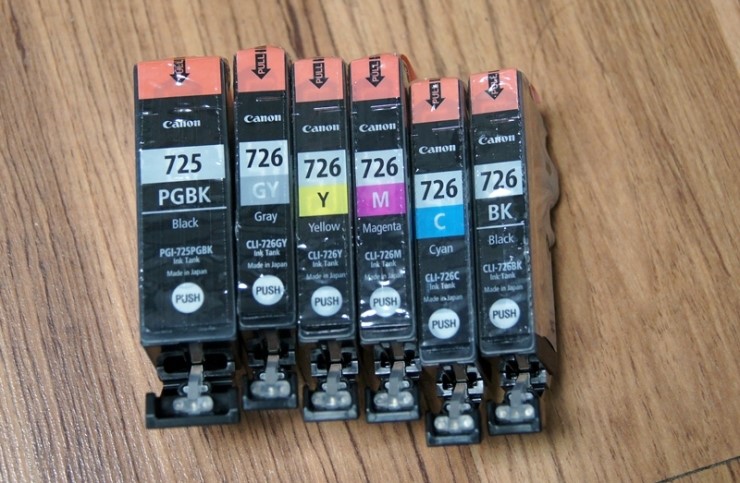 PULL
Canon
725
PGBK
Black
PGI-725PGBK
Ink Tank
Made in Japan
PUSH
PULL
Canon
726
GY
Gray
CLI-726GY
Ink Tank
Made in Japan
PUSH
PULL
Canon
726
Y
Yellow
CLI-726Y
Ink Tank
Made in Japan
PUSH
PULL
Canon
726
M
Magenta
CLI-726M
Ink Tank
Made in Japan
PUSH
PULL
Canon
726
C
Cyan
CLI-726C
Ink Tank
Made in Japan
PUSH
PULL
Canon
726
BK
Black
CLI-726BK
Ink Tank
Made in Japan
PUSH